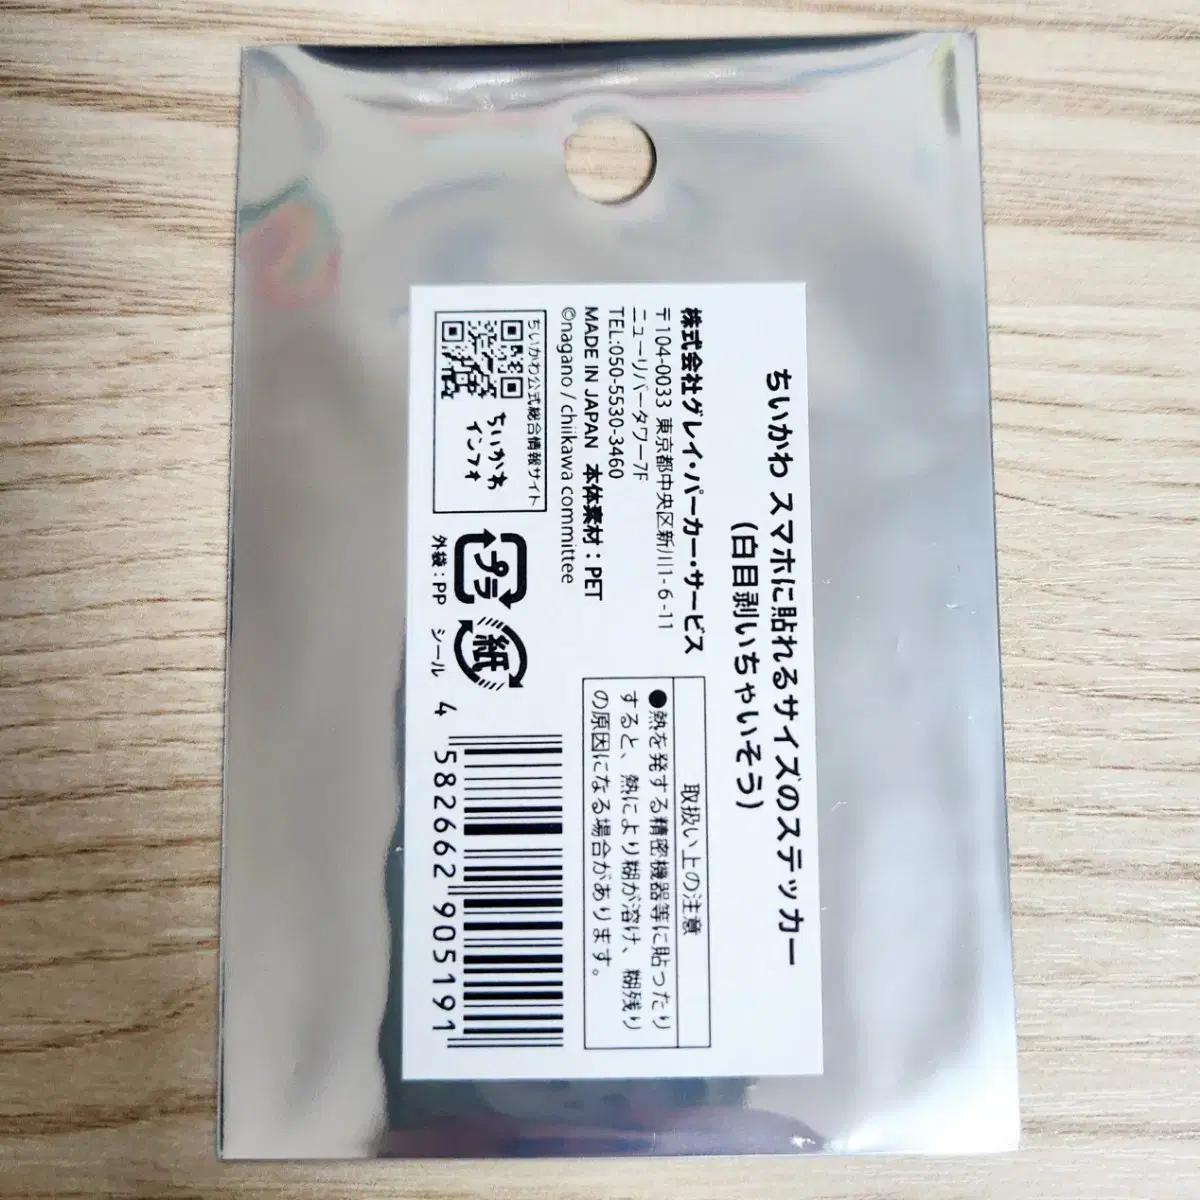 ちいかわ スマホに貼れるサイズのステッカー
(白目剥いちゃいそう)
株式会社グレイ・パーカー・サービス
〒104-0033 東京都中央区新川1-6-11
ニューリバータワー7F
TEL:050-5530-3460
MADE IN JAPAN 本体素材:PET
©nagano / chiikawa committee
ちいかわ公式総合情報サイト
ちいかわ
インフォ
プラ
紙
外袋:PP シール
取扱い上の注意
●熱を発する精密機器等に貼ったり
すると、熱により糊が溶け、糊残り
の原因になる場合があります。
4 582662 905191